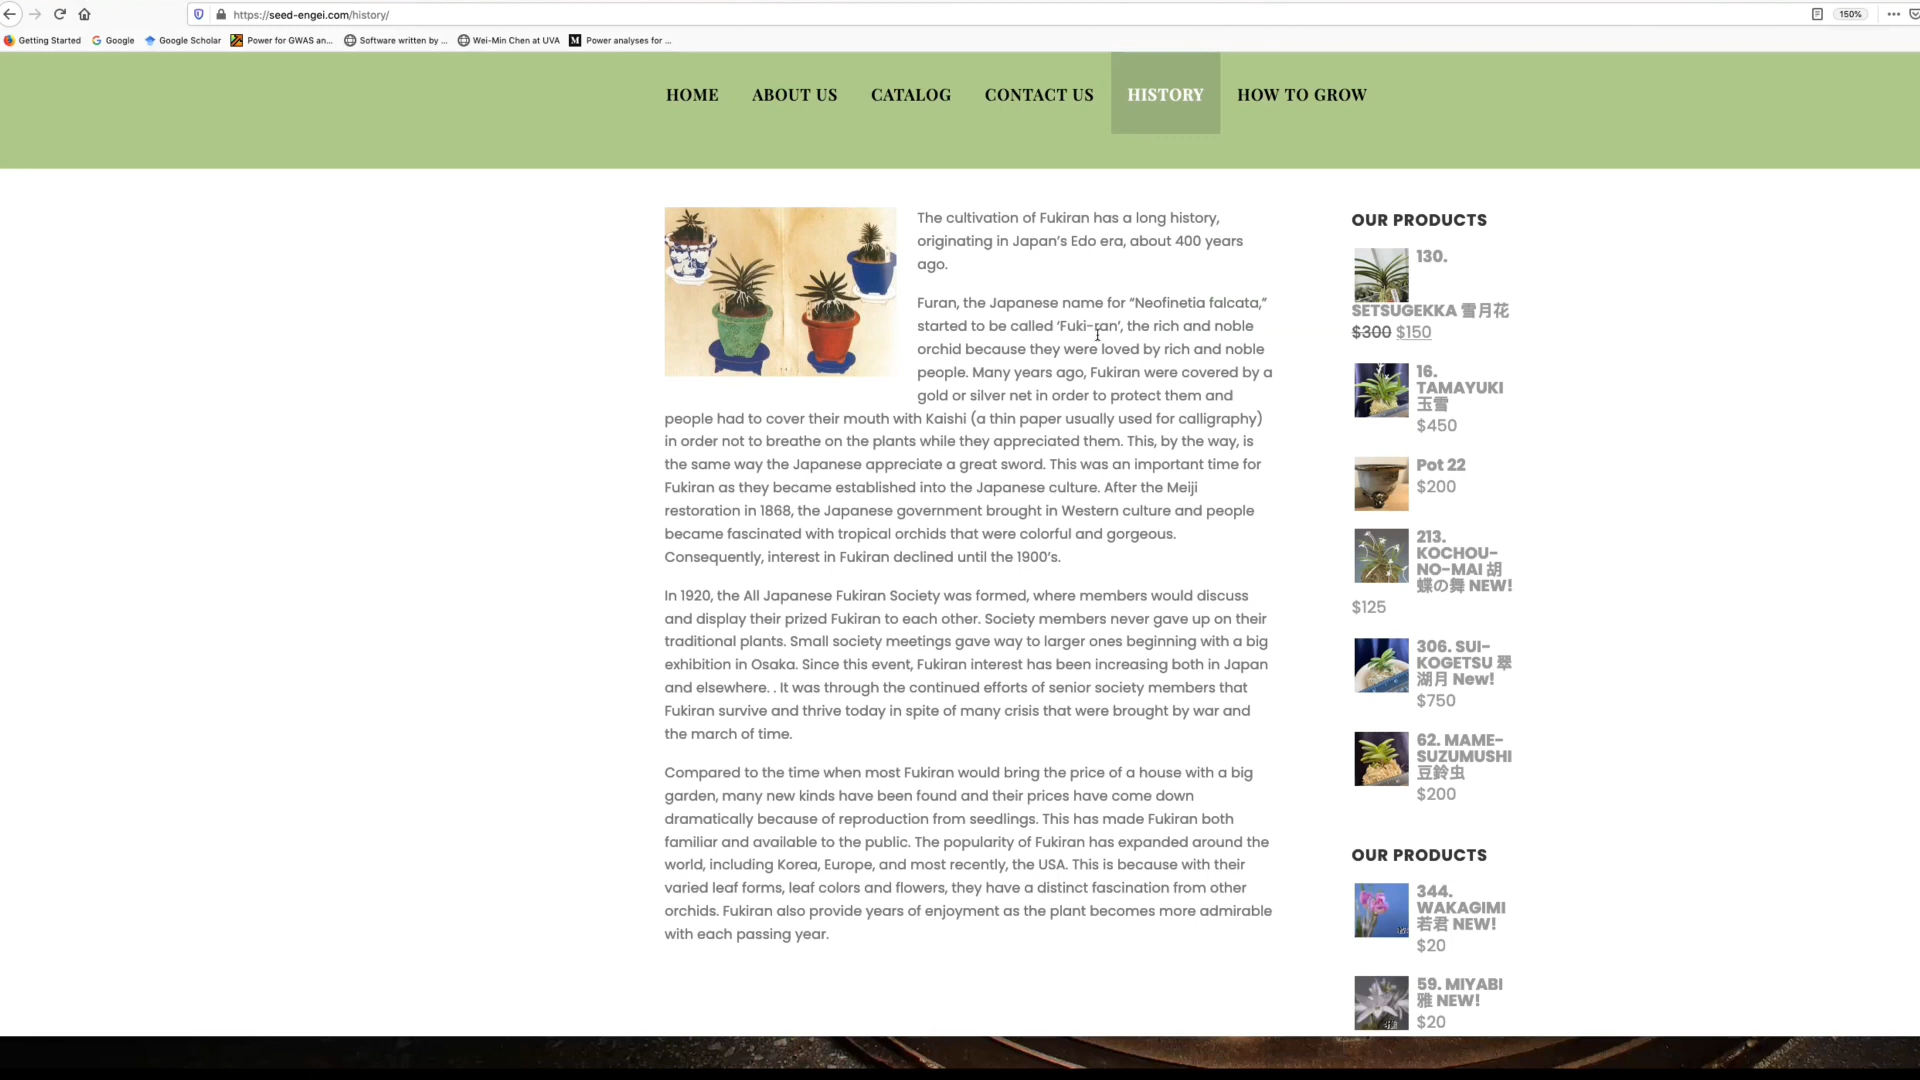 https://seed-engei.com/history/
150%
Getting Started
Google
Google Scholar
Power for GWAS an...
Software written by ...
Wei-Min Chen at UVA
Power analyses for ...
HOME
ABOUT US
CATALOG
CONTACT US
HISTORY
HOW TO GROW
The cultivation of Fukiran has a long history,
originating in Japan's Edo era, about 400 years
ago.
Furan, the Japanese name for “Neofinetia falcata,”
started to be called ‘Fuki-ran’, the rich and noble
orchid because they were loved by rich and noble
people. Many years ago, Fukiran were covered by a
gold or silver net in order to protect them and
people had to cover their mouth with Kaishi (a thin paper usually used for calligraphy)
in order not to breathe on the plants while they appreciated them. This, by the way, is
the same way the Japanese appreciate a great sword. This was an important time for
Fukiran as they became established into the Japanese culture. After the Meiji
restoration in 1868, the Japanese government brought in Western culture and people
became fascinated with tropical orchids that were colorful and gorgeous.
Consequently, interest in Fukiran declined until the 1900’s.
In 1920, the All Japanese Fukiran Society was formed, where members would discuss
and display their prized Fukiran to each other. Society members never gave up on their
traditional plants. Small society meetings gave way to larger ones beginning with a big
exhibition in Osaka. Since this event, Fukiran interest has been increasing both in Japan
and elsewhere. . It was through the continued efforts of senior society members that
Fukiran survive and thrive today in spite of many crisis that were brought by war and
the march of time.
Compared to the time when most Fukiran would bring the price of a house with a big
garden, many new kinds have been found and their prices have come down
dramatically because of reproduction from seedlings. This has made Fukiran both
familiar and available to the public. The popularity of Fukiran has expanded around the
world, including Korea, Europe, and most recently, the USA. This is because with their
varied leaf forms, leaf colors and flowers, they have a distinct fascination from other
orchids. Fukiran also provide years of enjoyment as the plant becomes more admirable
with each passing year.
OUR PRODUCTS
130.
SETSUGEKKA 雪月花
$300 $150
16.
TAMAYUKI
玉雪
$450
Pot 22
$200
213.
KOCHOU-
NO-MAI 胡
蝶の舞 NEW!
$125
306. SUI-
KOGETSU 翠
湖月 New!
$750
62. MAME-
SUZUMUSHI
豆鈴虫
$200
OUR PRODUCTS
344.
WAKAGIMI
若君 NEW!
$20
59. MIYABI
雅 NEW!
$20